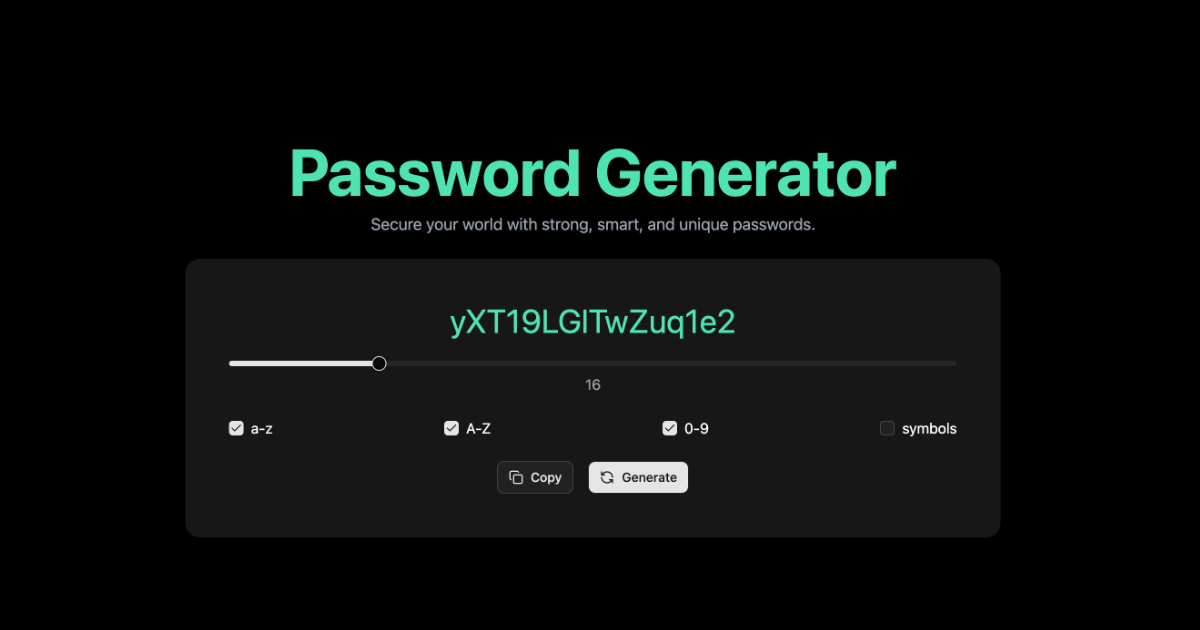 Password Generator
Secure your world with strong, smart, and unique passwords.
yXT19LGlTwZuq1e2
16
a-z
A-Z
0-9
symbols
Copy
Generate